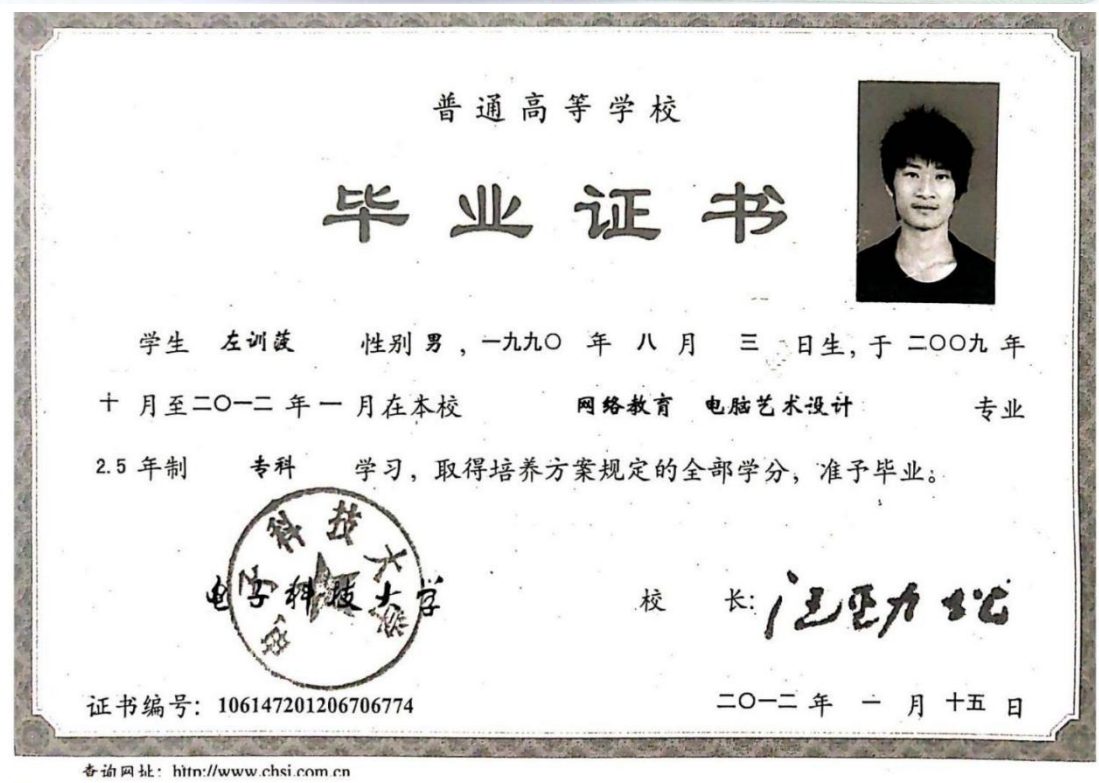 普通高等学校
毕业证书
学生 左训蓤 性别 男 ，一九九〇 年 八 月 三 日生，于 二〇〇九 年
十 月至二〇一二 年 一 月在本校 网络教育 电脑艺术设计 专业
2.5 年制 专科 学习，取得培养方案规定的全部学分，准予毕业。
电子科技大学
校 长：汪劲松
证书编号：106147201206706774
二〇一二 年 一 月 十五 日
查询网址：http://www.chsi.com.cn